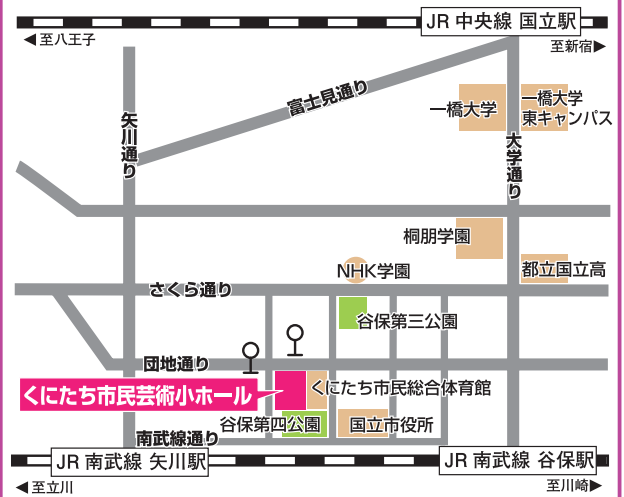 JR 中央線 国立駅
◀至八王子
至新宿▶
富士見通り
一橋大学
一橋大学
東キャンパス
矢川通り
大学通り
桐朋学園
NHK学園
都立国立高
さくら通り
谷保第三公園
団地通り
くにたち市民芸術小ホール
くにたち市民総合体育館
谷保第四公園
国立市役所
南武線通り
JR 南武線 矢川駅
JR 南武線 谷保駅
◀至立川
至川崎▶